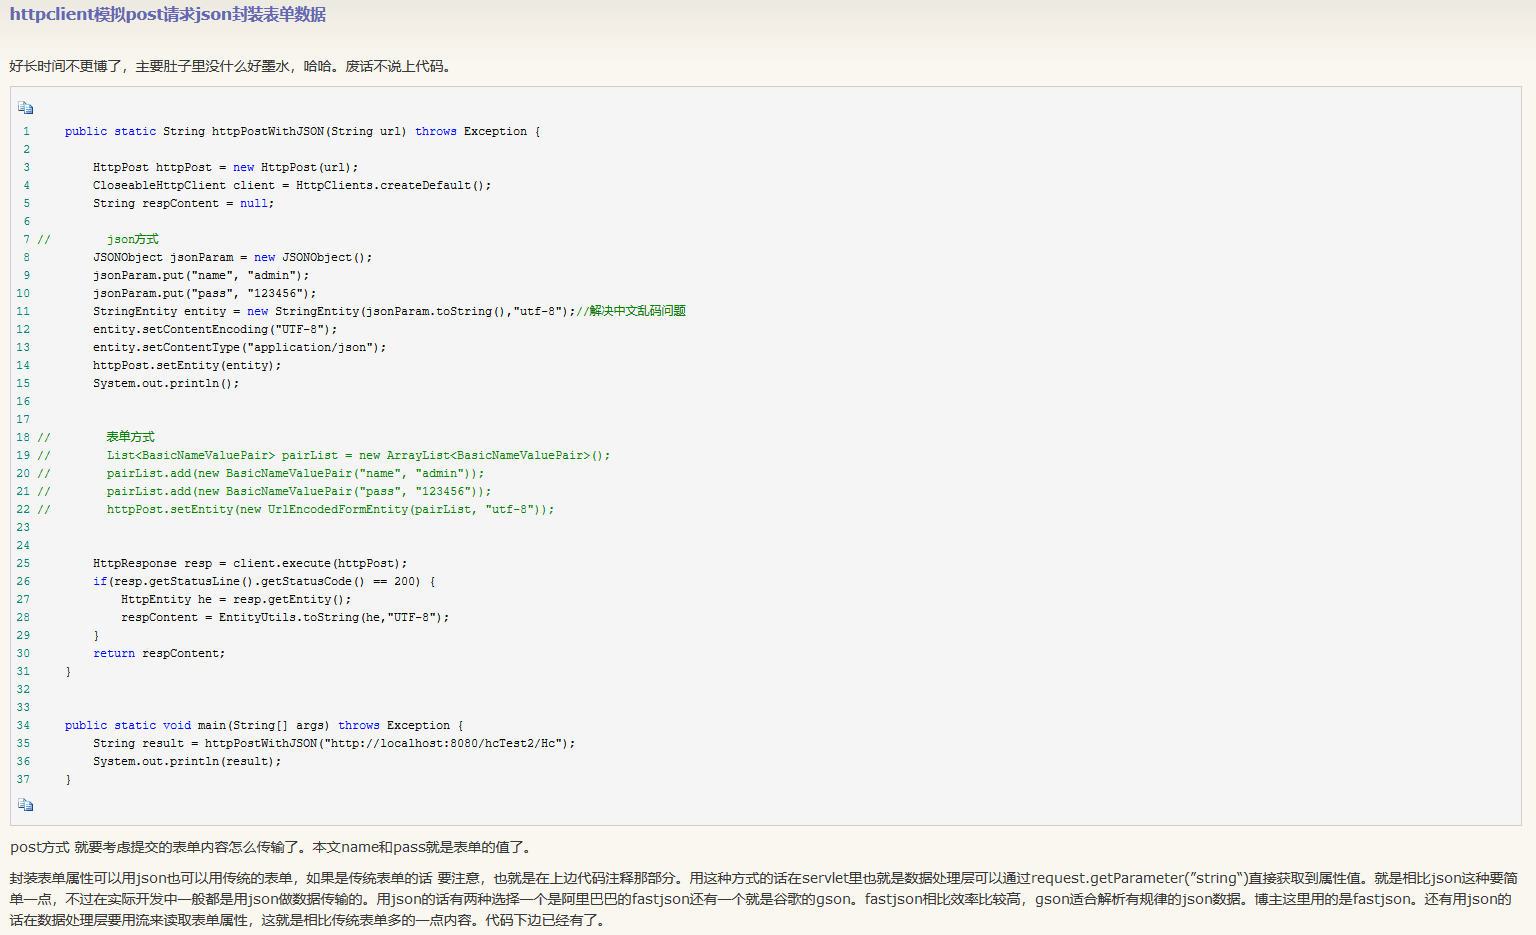 httpclient模拟post请求json封装表单数据
好长时间不更博了，主要肚子里没什么好墨水，哈哈。废话不说上代码。
1     public static String httpPostWithJSON(String url) throws Exception {
2
3         HttpPost httpPost = new HttpPost(url);
4         CloseableHttpClient client = HttpClients.createDefault();
5         String respContent = null;
6
7 //        json方式
8         JSONObject jsonParam = new JSONObject();
9         jsonParam.put("name", "admin");
10         jsonParam.put("pass", "123456");
11         StringEntity entity = new StringEntity(jsonParam.toString(),"utf-8");//解决中文乱码问题
12         entity.setContentEncoding("UTF-8");
13         entity.setContentType("application/json");
14         httpPost.setEntity(entity);
15         System.out.println();
16
17
18 //        表单方式
19 //        List<BasicNameValuePair> pairList = new ArrayList<BasicNameValuePair>();
20 //        pairList.add(new BasicNameValuePair("name", "admin"));
21 //        pairList.add(new BasicNameValuePair("pass", "123456"));
22 //        httpPost.setEntity(new UrlEncodedFormEntity(pairList, "utf-8"));
23
24
25         HttpResponse resp = client.execute(httpPost);
26         if(resp.getStatusLine().getStatusCode() == 200) {
27             HttpEntity he = resp.getEntity();
28             respContent = EntityUtils.toString(he,"UTF-8");
29         }
30         return respContent;
31     }
32
33
34     public static void main(String[] args) throws Exception {
35         String result = httpPostWithJSON("http://localhost:8080/hcTest2/Hc");
36         System.out.println(result);
37     }
post方式 就要考虑提交的表单内容怎么传输了。本文name和pass就是表单的值了。
封装表单属性可以用json也可以用传统的表单，如果是传统表单的话 要注意，也就是在上边代码注释那部分。用这种方式的话在servlet里也就是数据处理层可以通过request.getParameter(”string“)直接获取到属性值。就是相比json这种要简
单一点，不过在实际开发中一般都是用json做数据传输的。用json的话有两种选择一个是阿里巴巴的fastjson还有一个就是谷歌的gson。fastjson相比效率比较高，gson适合解析有规律的json数据。博主这里用的是fastjson。还有用json的
话在数据处理层要用流来读取表单属性，这就是相比传统表单多的一点内容。代码下边已经有了。